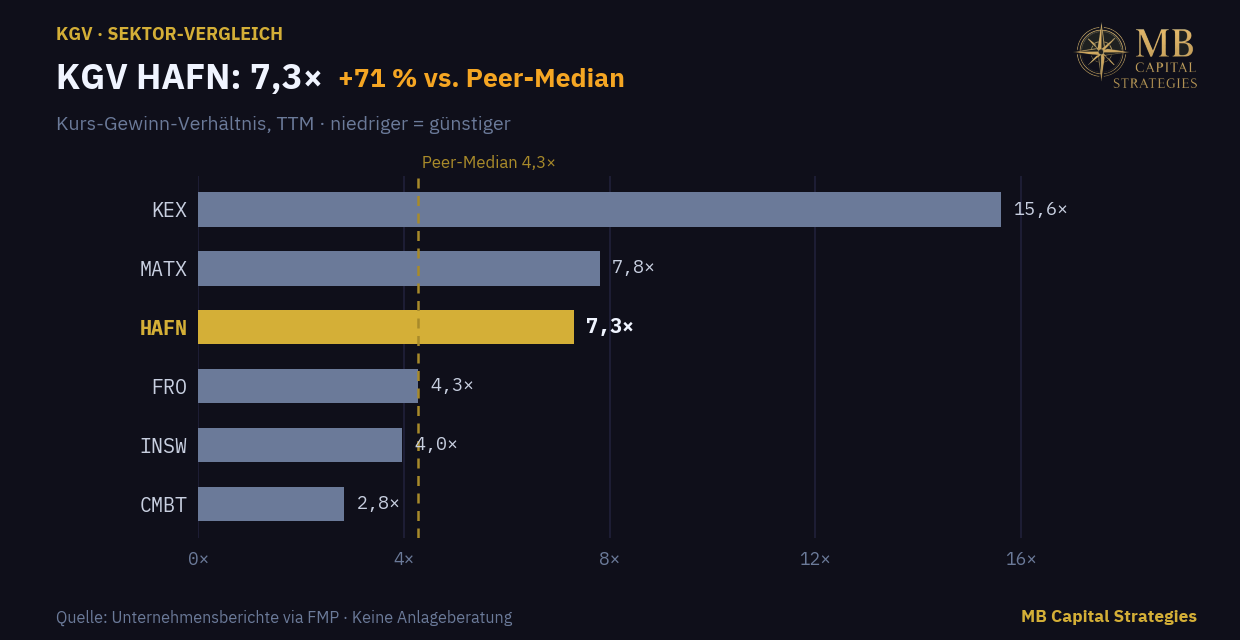 KGV · SEKTOR-VERGLEICH
MB
CAPITAL
STRATEGIES
KGV HAFN: 7,3× +71 % vs. Peer-Median
Kurs-Gewinn-Verhältnis, TTM · niedriger = günstiger
Peer-Median 4,3×
KEX 15,6×
MATX 7,8×
HAFN 7,3×
FRO 4,3×
INSW 4,0×
CMBT 2,8×
0× 4× 8× 12× 16×
Quelle: Unternehmensberichte via FMP · Keine Anlageberatung
MB Capital Strategies